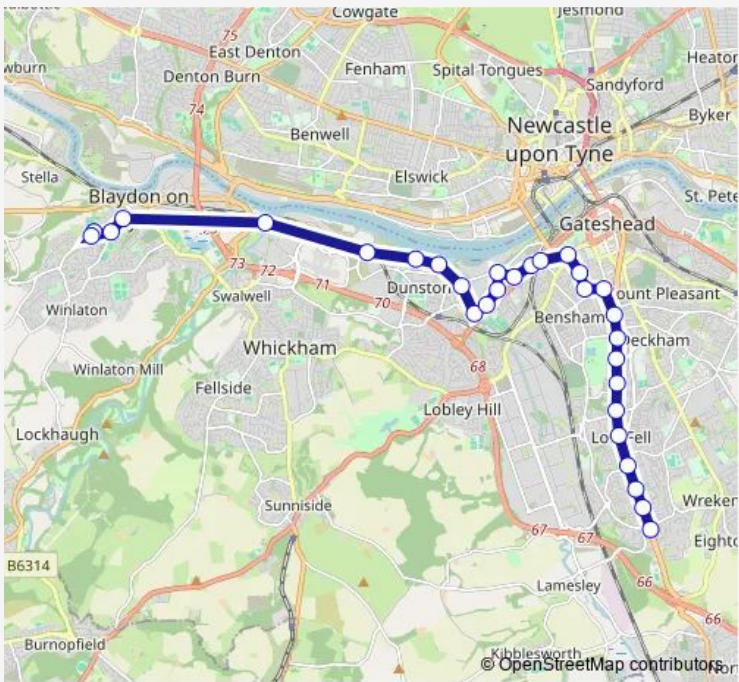 Cowgate
Jesmond
75
East Denton
Denton Burn
Fenham
Spital Tongues
Heaton
wburn
Sandyford
74
Benwell
Newcastle
upon Tyne
Byker
Stella
Elswick
Blaydon on
St. Pete
Gateshead
73
72
71
70
Swalwell
Dunston
ount Pleasant
Winlaton
Bensham
Deckham
Whickham
Winlaton Mill
68
Fellside
Lobley Hill
Lockhaugh
Lo Fell
Sunniside
Wreken
67
67
Eighto
B6314
Lamesley
66
66
Burnopfield
Kibblesworth
© OpenStreetMap contributors